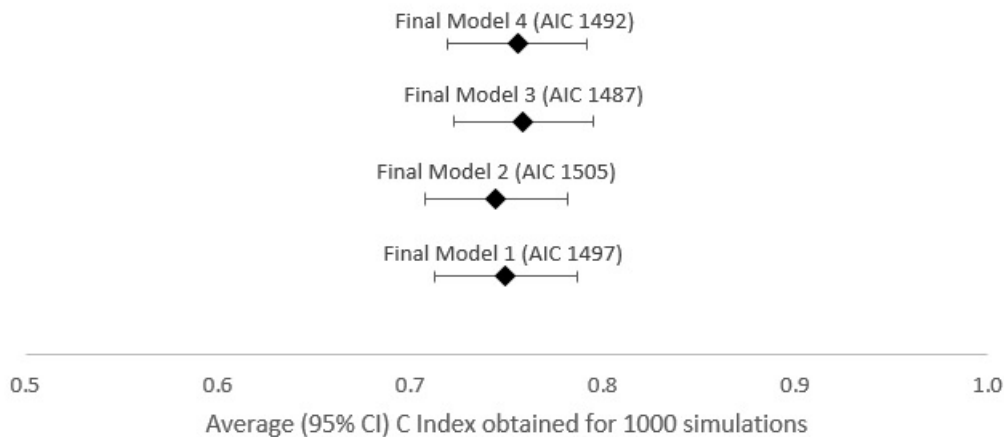 Final Model 4 (AIC 1492)
Final Model 3 (AIC 1487)
Final Model 2 (AIC 1505)
Final Model 1 (AIC 1497)
0.5 0.6 0.7 0.8 0.9 1.0
Average (95% CI) C Index obtained for 1000 simulations